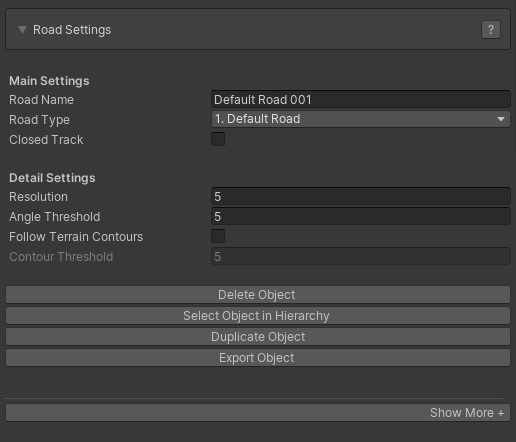 Road Settings ?
Main Settings
Road Name Default Road 001
Road Type 1. Default Road
Closed Track
Detail Settings
Resolution 5
Angle Threshold 5
Follow Terrain Contours
Contour Threshold 5
Delete Object
Select Object in Hierarchy
Duplicate Object
Export Object
Show More +